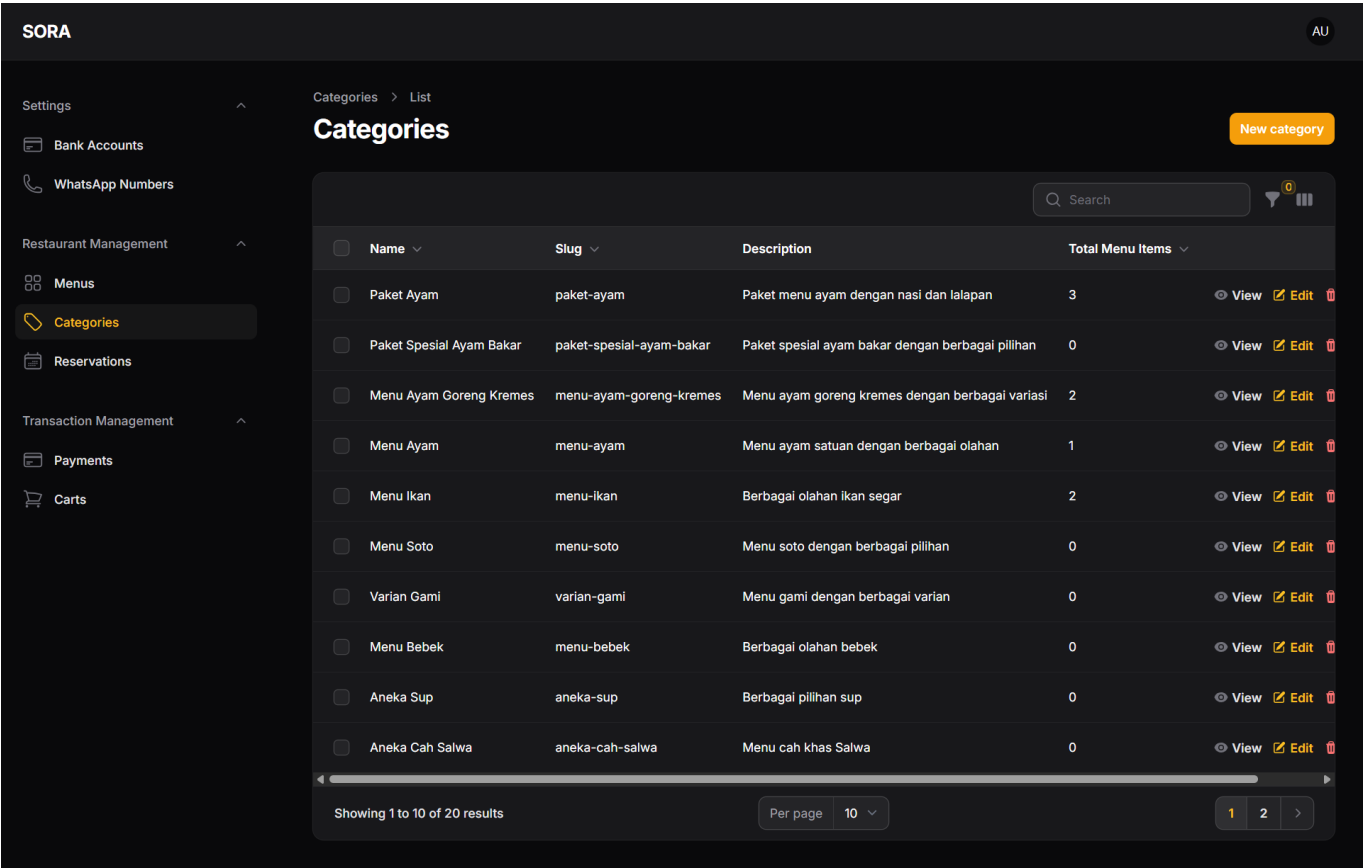 SORA
AU
Settings
Bank Accounts
WhatsApp Numbers
Restaurant Management
Menus
Categories
Reservations
Transaction Management
Payments
Carts
Categories > List
Categories
New category
Search
0
Name Slug Description Total Menu Items
Paket Ayam paket-ayam Paket menu ayam dengan nasi dan lalapan 3 View Edit
Paket Spesial Ayam Bakar paket-spesial-ayam-bakar Paket spesial ayam bakar dengan berbagai pilihan 0 View Edit
Menu Ayam Goreng Kremes menu-ayam-goreng-kremes Menu ayam goreng kremes dengan berbagai variasi 2 View Edit
Menu Ayam menu-ayam Menu ayam satuan dengan berbagai olahan 1 View Edit
Menu Ikan menu-ikan Berbagai olahan ikan segar 2 View Edit
Menu Soto menu-soto Menu soto dengan berbagai pilihan 0 View Edit
Varian Gami varian-gami Menu gami dengan berbagai varian 0 View Edit
Menu Bebek menu-bebek Berbagai olahan bebek 0 View Edit
Aneka Sup aneka-sup Berbagai pilihan sup 0 View Edit
Aneka Cah Salwa aneka-cah-salwa Menu cah khas Salwa 0 View Edit
Showing 1 to 10 of 20 results
Per page 10
1 2